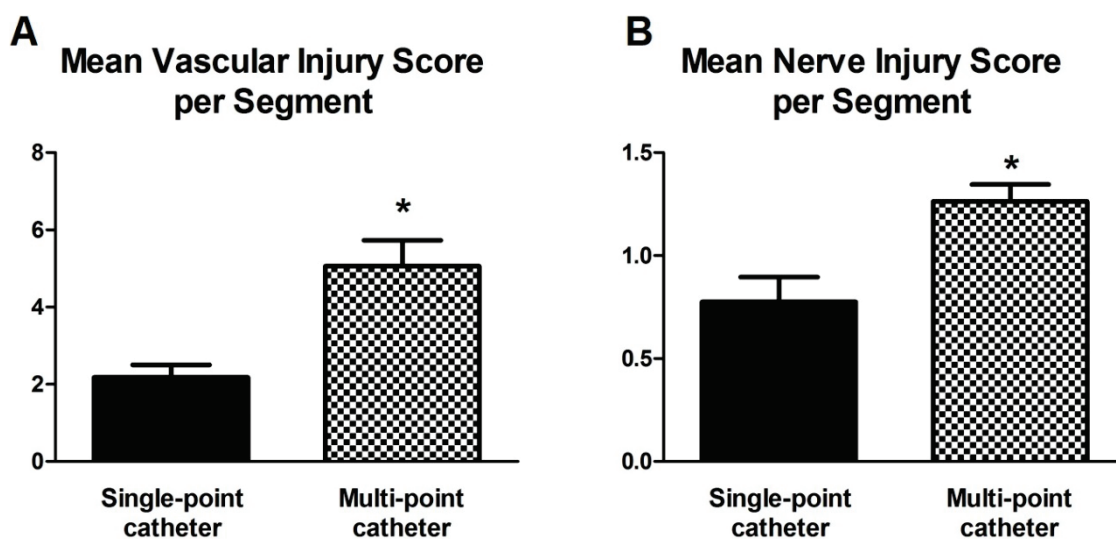 A
Mean Vascular Injury Score
per Segment
8
6
4
2
0
*
Single-point
catheter
Multi-point
catheter
B
Mean Nerve Injury Score
per Segment
1.5
1.0
0.5
0.0
*
Single-point
catheter
Multi-point
catheter